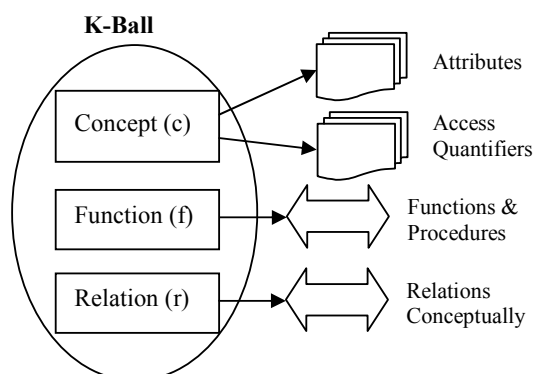 K-Ball
Attributes
Concept (c)
Access
Quantifiers
Function (f)
Functions &
Procedures
Relation (r)
Relations
Conceptually